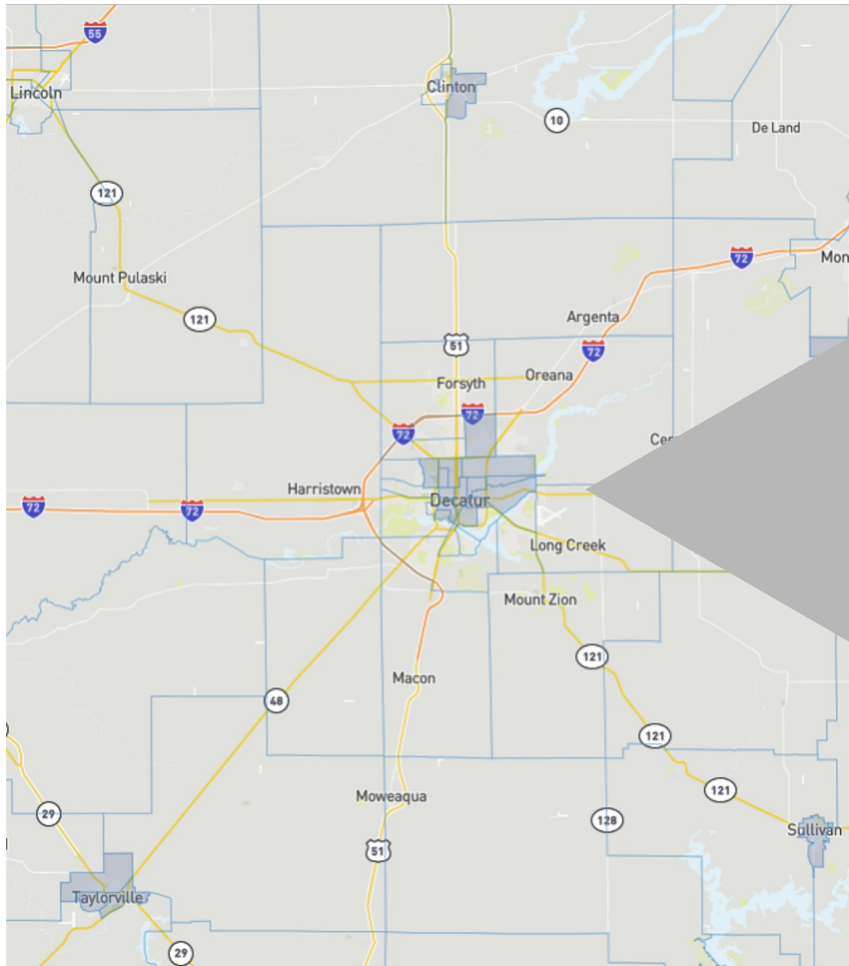 55
Lincoln
Clinton
10
De Land
121
Mount Pulaski
72
Mon
121
Argenta
51
72
Oreana
Forsyth
72
72
Cer
Harristown
Decatur
72
72
Long Creek
Mount Zion
121
Macon
48
121
121
Moweaqua
29
128
Sullivan
51
Taylorville
29